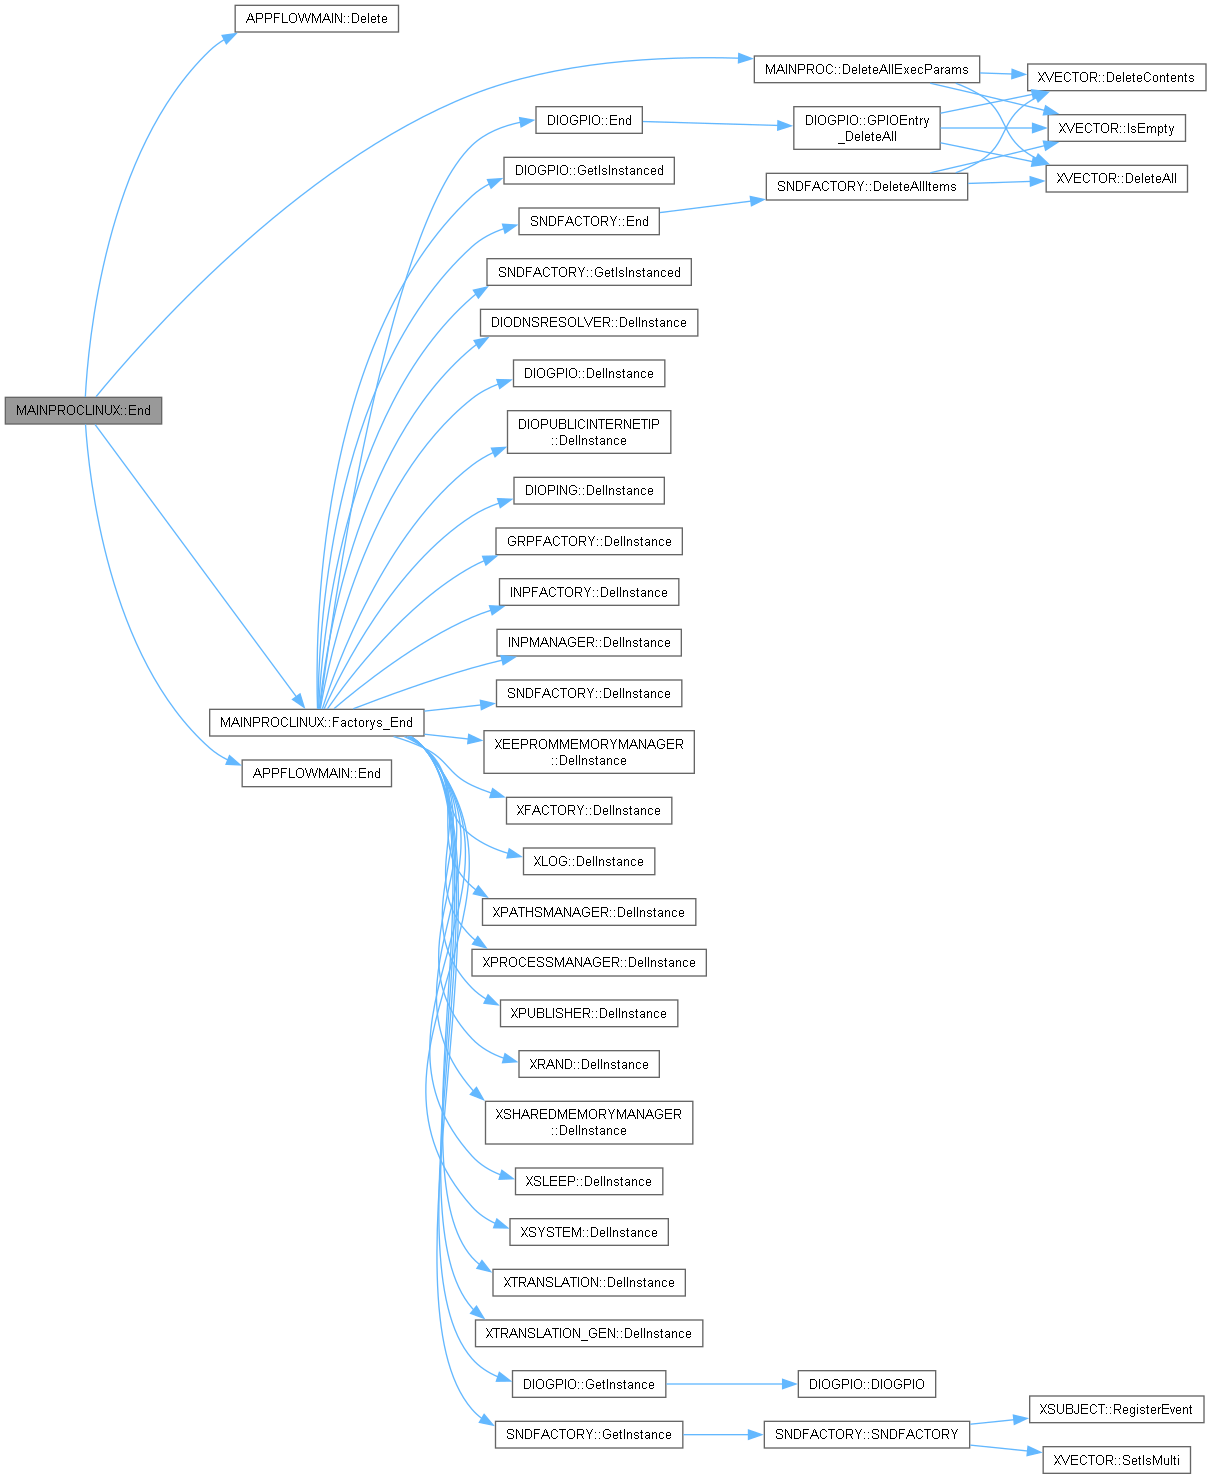 APPFLOWMAIN::Delete
MAINPROC::DeleteAllExecParams
XVECTOR::DeleteContents
DIOGPIO::End
DIOGPIO::GPIOEntry
_DeleteAll
XVECTOR::IsEmpty
DIOGPIO::GetIsInstanced
SNDFACTORY::DeleteAllItems
XVECTOR::DeleteAll
SNDFACTORY::End
SNDFACTORY::GetIsInstanced
DIODNSRESOLVER::DelInstance
DIOGPIO::DelInstance
MAINPROCLINUX::End
DIOPUBLICINTERNETIP
::DelInstance
DIOPING::DelInstance
GRPFACTORY::DelInstance
INPFACTORY::DelInstance
INPMANAGER::DelInstance
SNDFACTORY::DelInstance
MAINPROCLINUX::Factorys_End
XEEPROMMEMORYMANAGER
::DelInstance
APPFLOWMAIN::End
XFACTORY::DelInstance
XLOG::DelInstance
XPATHSMANAGER::DelInstance
XPROCESSMANAGER::DelInstance
XPUBLISHER::DelInstance
XRAND::DelInstance
XSHAREDMEMORYMANAGER
::DelInstance
XSLEEP::DelInstance
XSYSTEM::DelInstance
XTRANSLATION::DelInstance
XTRANSLATION_GEN::DelInstance
DIOGPIO::GetInstance
DIOGPIO::DIOGPIO
SNDFACTORY::GetInstance
SNDFACTORY::SNDFACTORY
XSUBJECT::RegisterEvent
XVECTOR::SetIsMulti